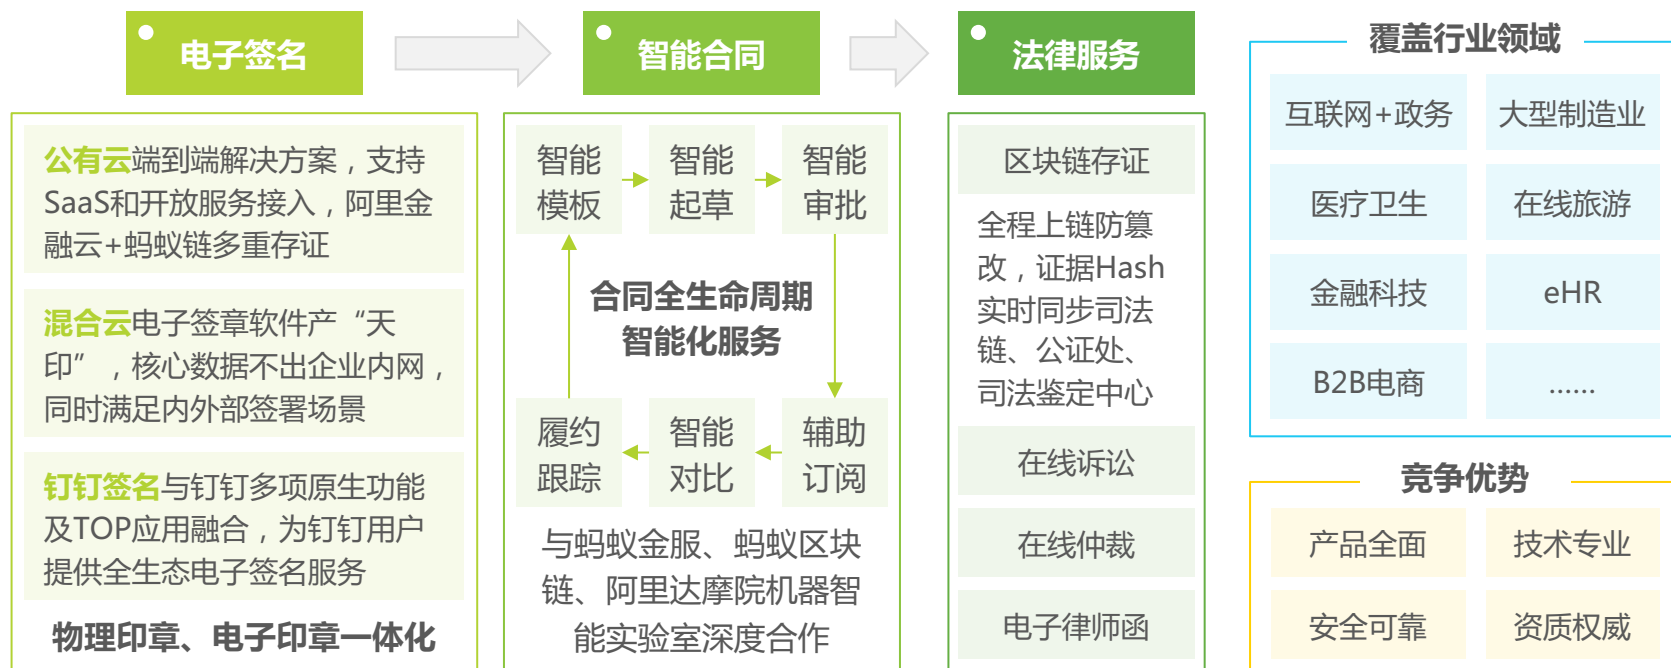 电子签名
公有云端到端解决方案，支持
SaaS和开放服务接入，阿里金
融云+蚂蚁链多重存证
混合云电子签章软件产“天
印”，核心数据不出企业内网，
同时满足内外部签署场景
钉钉签名与钉钉多项原生功能
及TOP应用融合，为钉钉用户
提供全生态电子签名服务
物理印章、电子印章一体化
智能合同
智能
模板
智能
起草
智能
审批
合同全生命周期
智能化服务
履约
跟踪
智能
对比
辅助
订阅
与蚂蚁金服、蚂蚁区块
链、阿里达摩院机器智
能实验室深度合作
法律服务
区块链存证
全程上链防篡
改，证据Hash
实时同步司法
链、公证处、
司法鉴定中心
在线诉讼
在线仲裁
电子律师函
覆盖行业领域
互联网+政务
大型制造业
医疗卫生
在线旅游
金融科技
eHR
B2B电商
……
竞争优势
产品全面
技术专业
安全可靠
资质权威